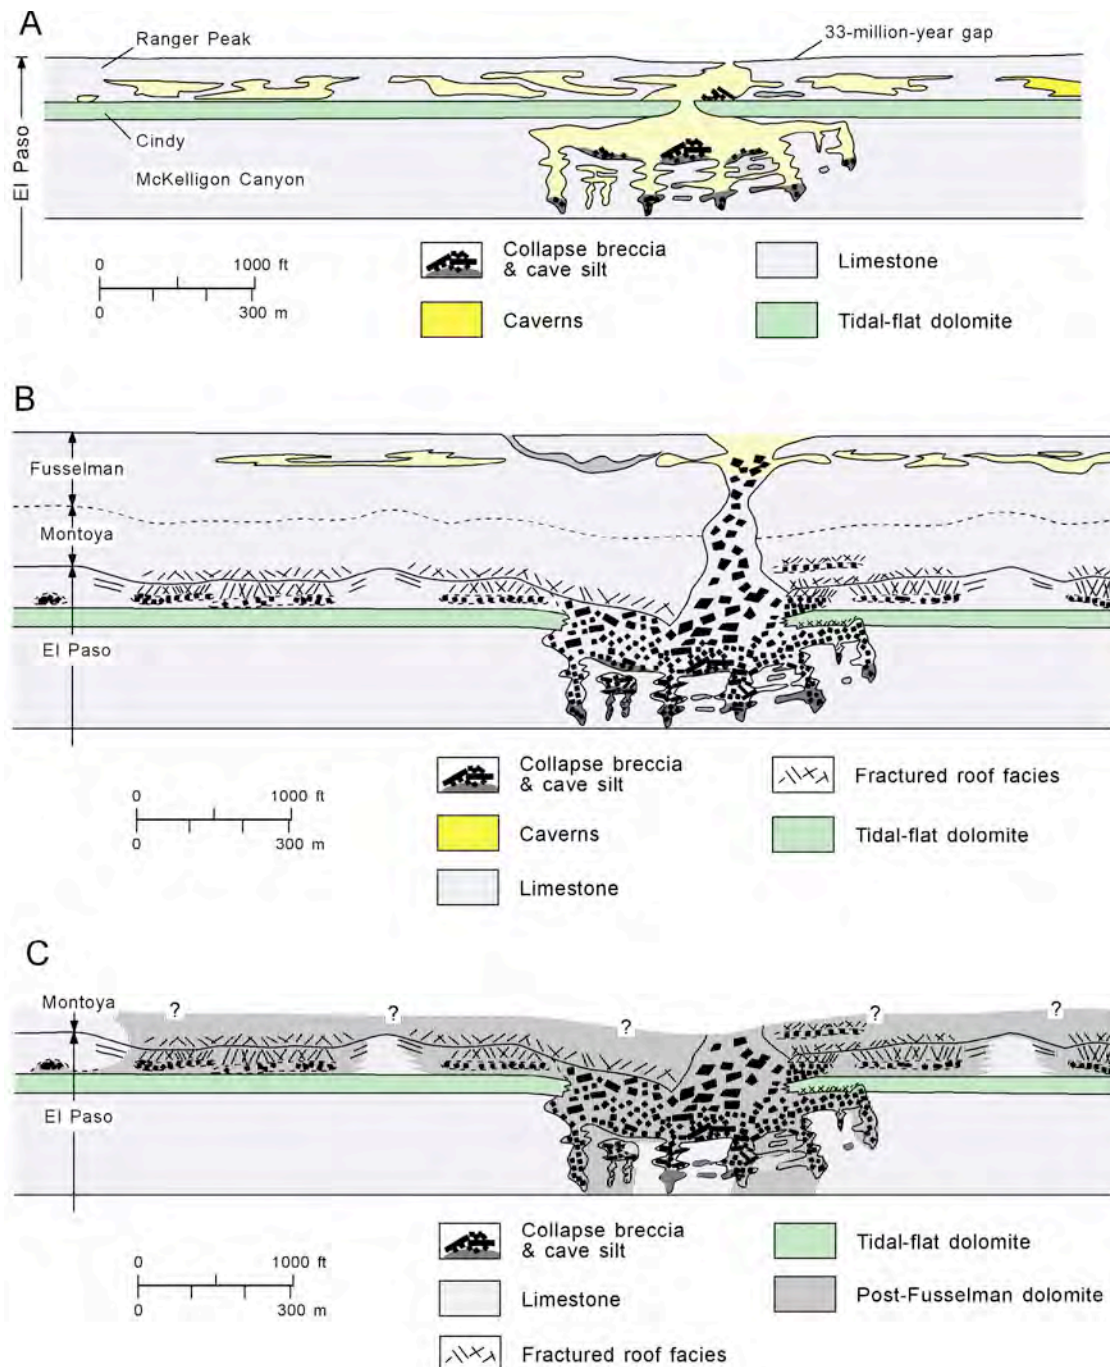 A
Ranger Peak
33-million-year gap
El Paso
Cindy
McKelligon Canyon
0 1000 ft
0 300 m
Collapse breccia
& cave silt
Limestone
Caverns
Tidal-flat dolomite
B
Fusselman
Montoya
El Paso
0 1000 ft
0 300 m
Collapse breccia
& cave silt
Fractured roof facies
Caverns
Tidal-flat dolomite
Limestone
C
Montoya
? ? ? ? ?
El Paso
0 1000 ft
0 300 m
Collapse breccia
& cave silt
Tidal-flat dolomite
Limestone
Post-Fusselman dolomite
Fractured roof facies